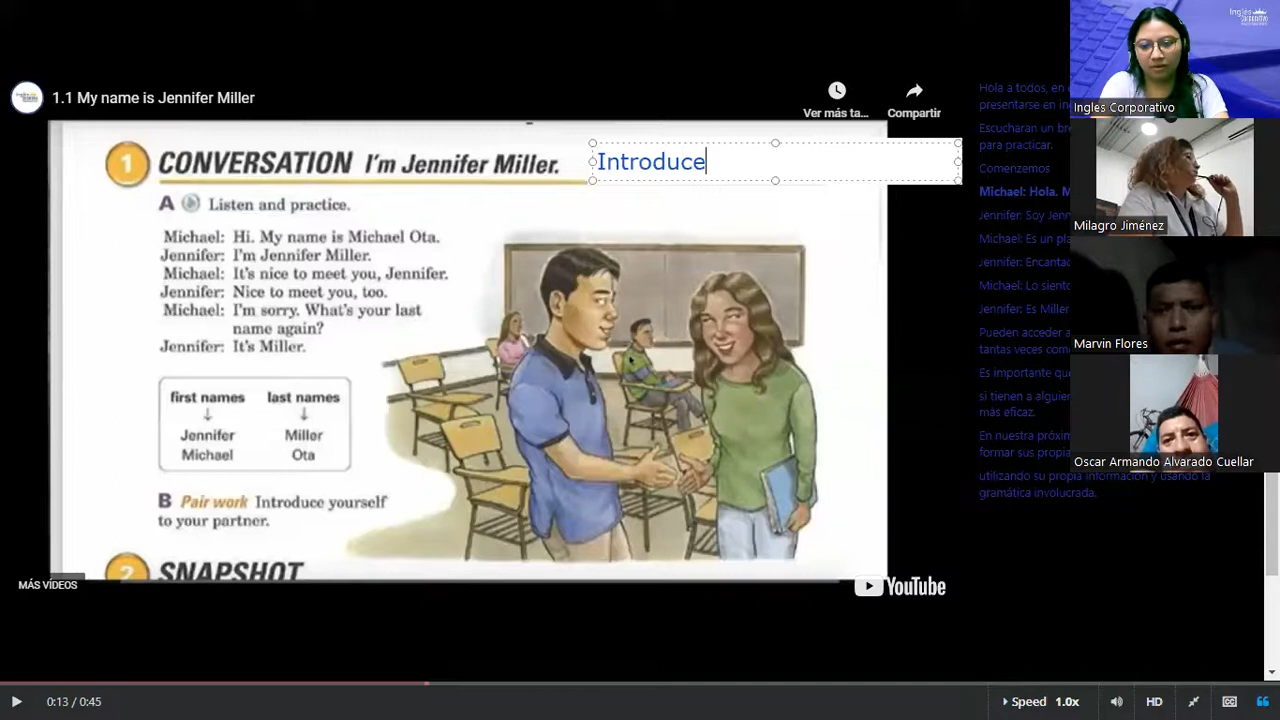 1.1 My name is Jennifer Miller
Ver más ta...
Compartir
1 CONVERSATION I'm Jennifer Miller.
Introduce
A Listen and practice.
Michael: Hi. My name is Michael Ota.
Jennifer: I'm Jennifer Miller.
Michael: It's nice to meet you, Jennifer.
Jennifer: Nice to meet you, too.
Michael: I'm sorry. What's your last
name again?
Jennifer: It's Miller.
first names last names
Jennifer Miller
Michael Ota
B Pair work Introduce yourself
to your partner.
2 SNAPSHOT
MÁS VÍDEOS
YouTube
Hola a todos, en
presentarse en
Escucharan un
para practicar.
Comenzemos
Michael: Hola. M
Jennifer: Soy Jenn
Michael: Es un pla
Jennifer: Encantad
Michael: Lo siento
Jennifer: Es Miller
Pueden acceder a
tantas veces com
Es importante que
si tienen a alguien
más eficaz.
En nuestra próxim
formar sus propia
utilizando su propia información y usando la
gramática involucrada.
Ingles Corporativo
Milagro Jiménez
Marvin Flores
Oscar Armando Alvarado Cuellar
0:13 / 0:45
Speed 1.0x
HD